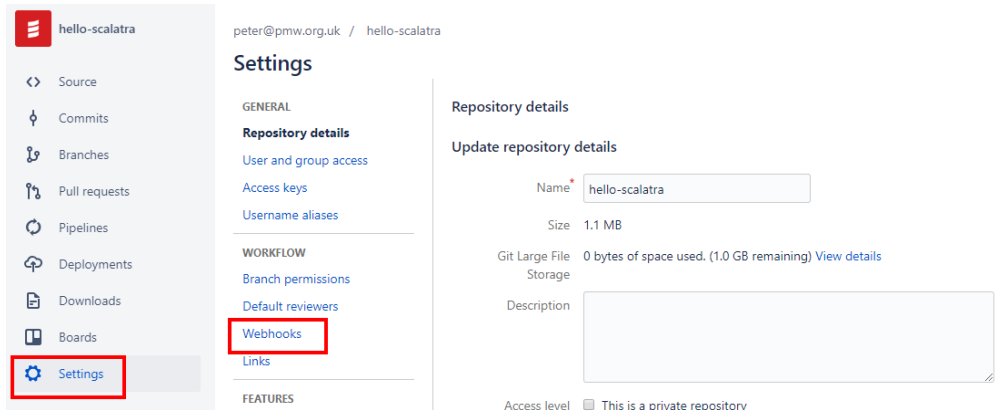 hello-scalatra
Source
Commits
Branches
Pull requests
Pipelines
Deployments
Downloads
Boards
Settings
peter@pmw.org.uk / hello-scalatra
Settings
GENERAL
Repository details
User and group access
Access keys
Username aliases
WORKFLOW
Branch permissions
Default reviewers
Webhooks
Links
FEATURES
Repository details
Update repository details
Name* hello-scalatra
Size 1.1 MB
Git Large File Storage 0 bytes of space used. (1.0 GB remaining) View details
Description
Access level This is a private repository